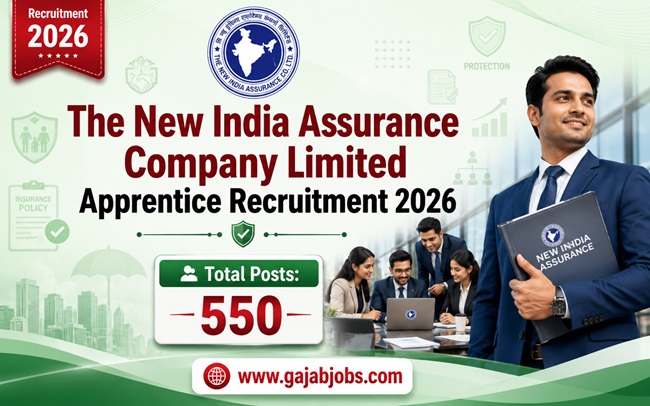 Recruitment
2026
THE NEW INDIA ASSURANCE CO. LTD.
The New India Assurance
Company Limited
Apprentice Recruitment 2026
Total Posts:
550
www.gajabjobs.com
PROTECTION
INSURANCE
POLICY
NEW INDIA
ASSURANCE